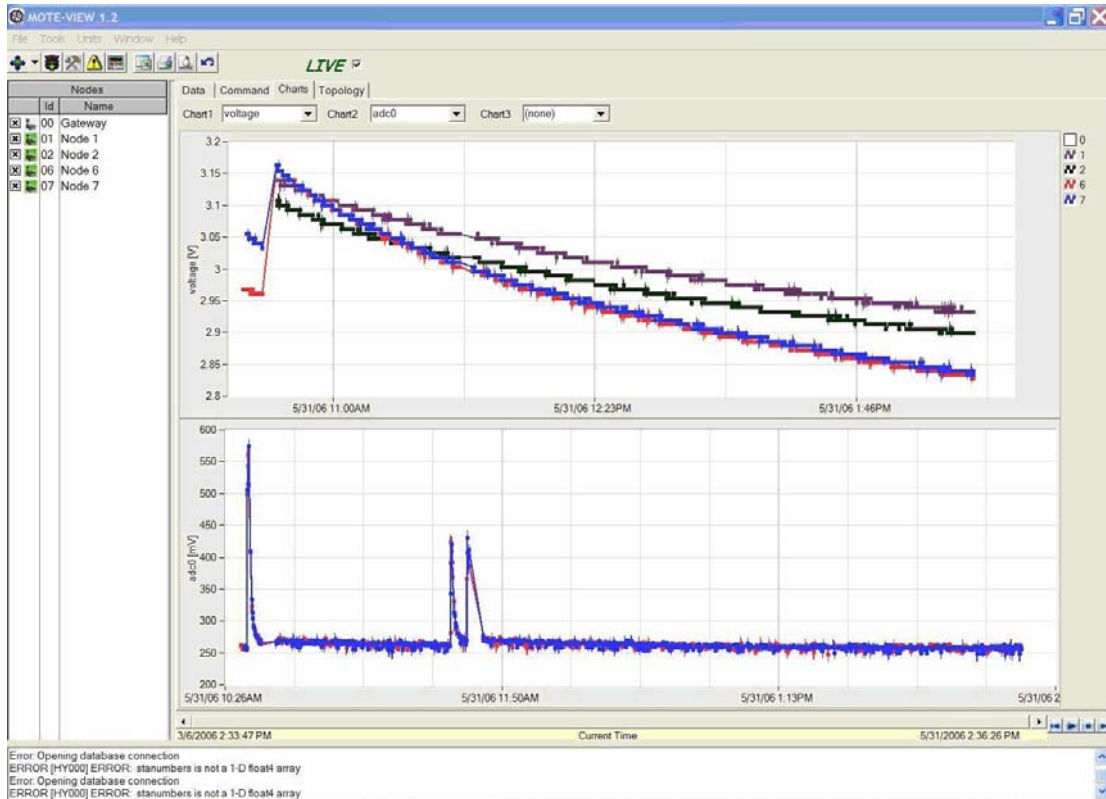 MOTE-VIEW 1.2
File Tools Units Window Help
LIVE
Nodes
Id Name
00 Gateway
01 Node 1
02 Node 2
06 Node 6
07 Node 7
Data Command Charts Topology
Chart1 voltage Chart2 adc0 Chart3 (none)
3.2
3.15
3.1
3.05
3
2.95
2.9
2.85
2.8
voltage [V]
5/31/06 11:00AM 5/31/06 12:23PM 5/31/06 1:46PM
0
1
2
6
7
600
550
500
450
400
350
300
250
200
adc0 [mV]
5/31/06 10:26AM 5/31/06 11:50AM 5/31/06 1:13PM 5/31/06 2
3/6/2006 2:33:47 PM Current Time 5/31/2006 2:36:26 PM
Error: Opening database connection
ERROR [HY000] ERROR: stanumbers is not a 1-D float4 array
Error: Opening database connection
ERROR [HY000] ERROR: stanumbers is not a 1-D float4 array